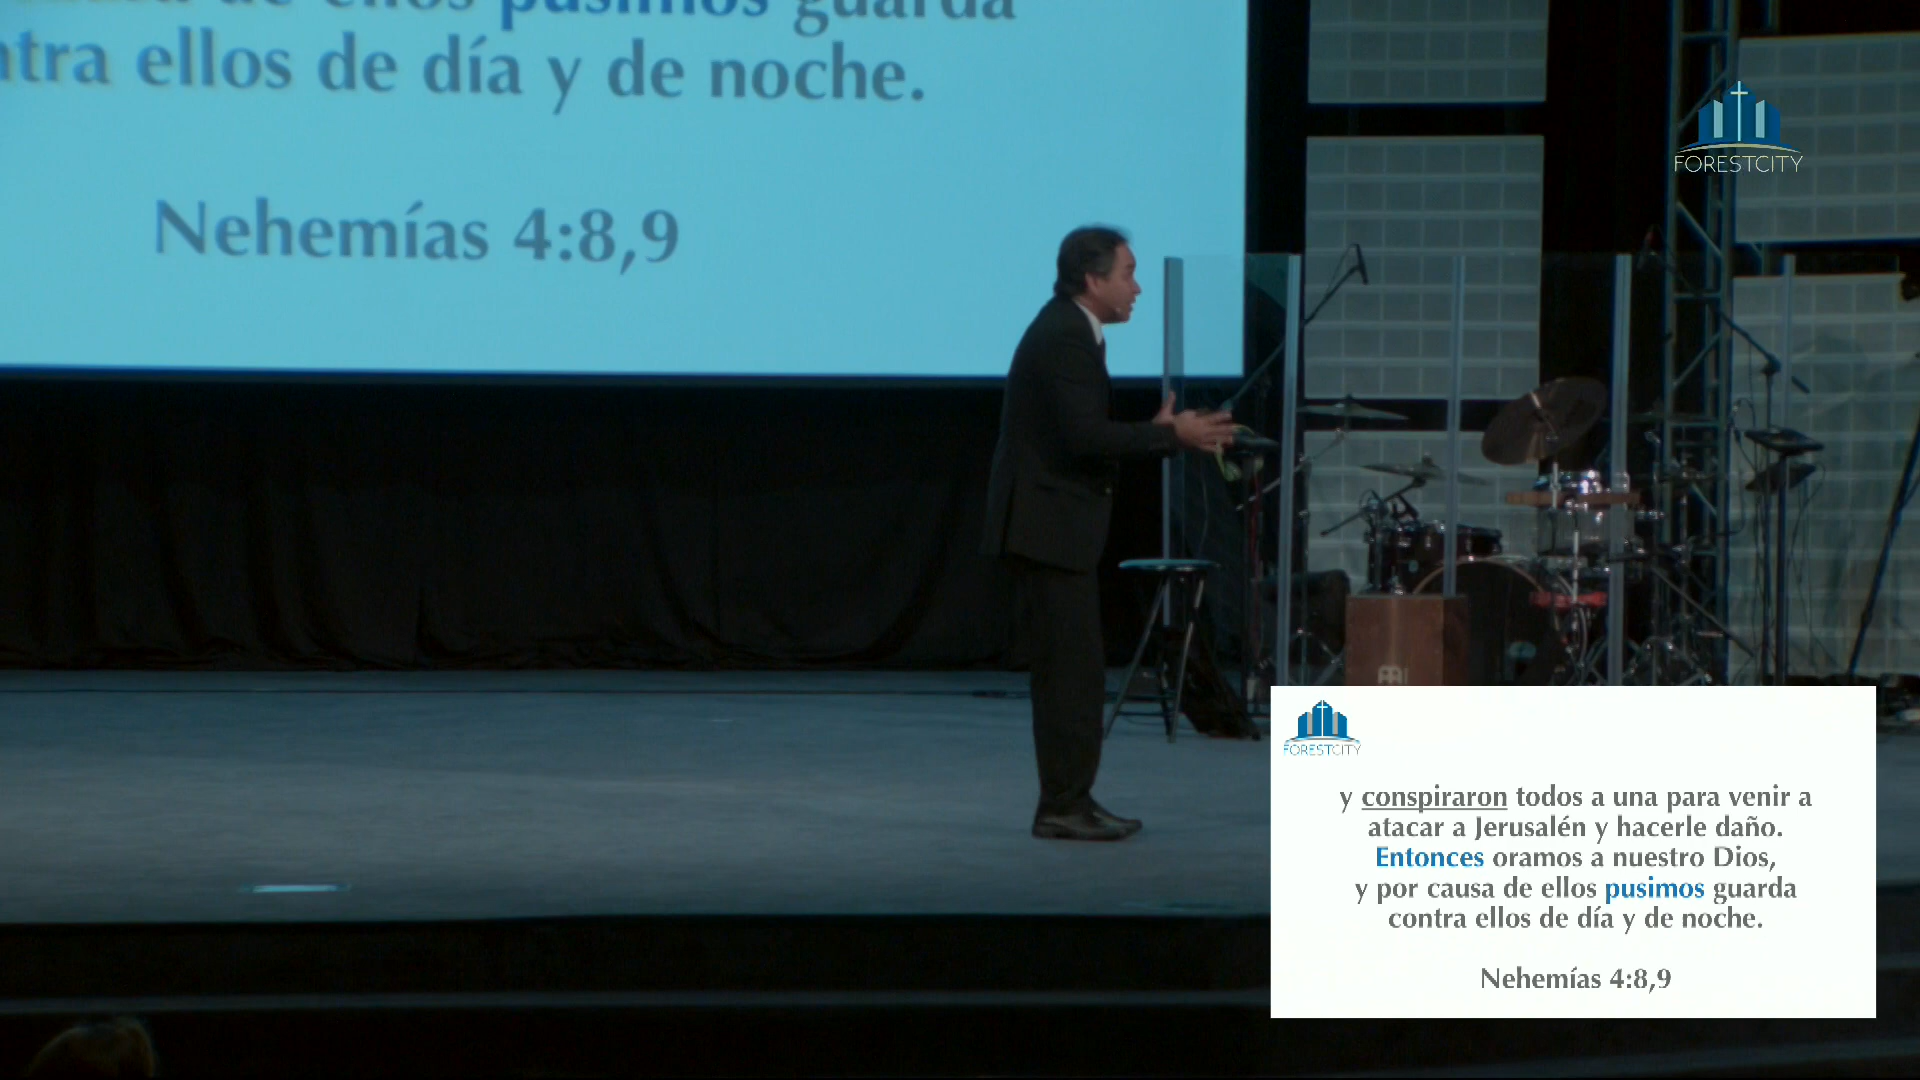 pusimos guarda
ntra ellos de día y de noche.
Nehemías 4:8,9
FORESTCITY
FORESTCITY
y conspiraron todos a una para venir a
atacar a Jerusalén y hacerle daño.
Entonces oramos a nuestro Dios,
y por causa de ellos pusimos guarda
contra ellos de día y de noche.
Nehemías 4:8,9